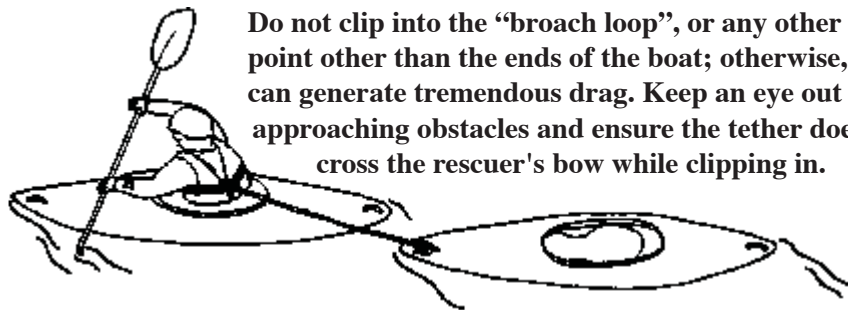 Do not clip into the “broach loop”, or any other
point other than the ends of the boat; otherwise,
can generate tremendous drag. Keep an eye out
approaching obstacles and ensure the tether doe
cross the rescuer's bow while clipping in.